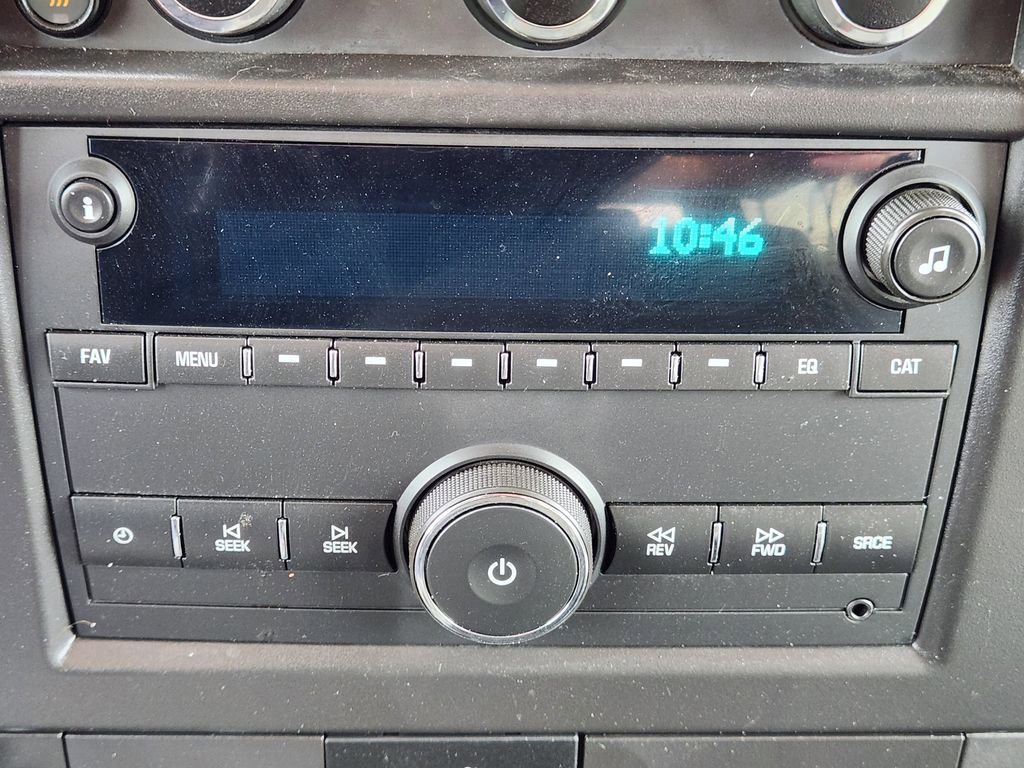 i
10:46
FAV MENU EQ CAT
SEEK SEEK REV FWD SRCE